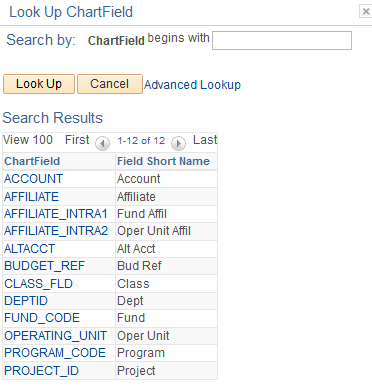 Look Up ChartField
Search by: ChartField begins with
Look Up Cancel Advanced Lookup
Search Results
View 100 First 1-12 of 12 Last
ChartField Field Short Name
ACCOUNT Account
AFFILIATE Affiliate
AFFILIATE_INTRA1 Fund Affil
AFFILIATE_INTRA2 Oper Unit Affil
ALTACCT Alt Acct
BUDGET_REF Bud Ref
CLASS_FLD Class
DEPTID Dept
FUND_CODE Fund
OPERATING_UNIT Oper Unit
PROGRAM_CODE Program
PROJECT_ID Project